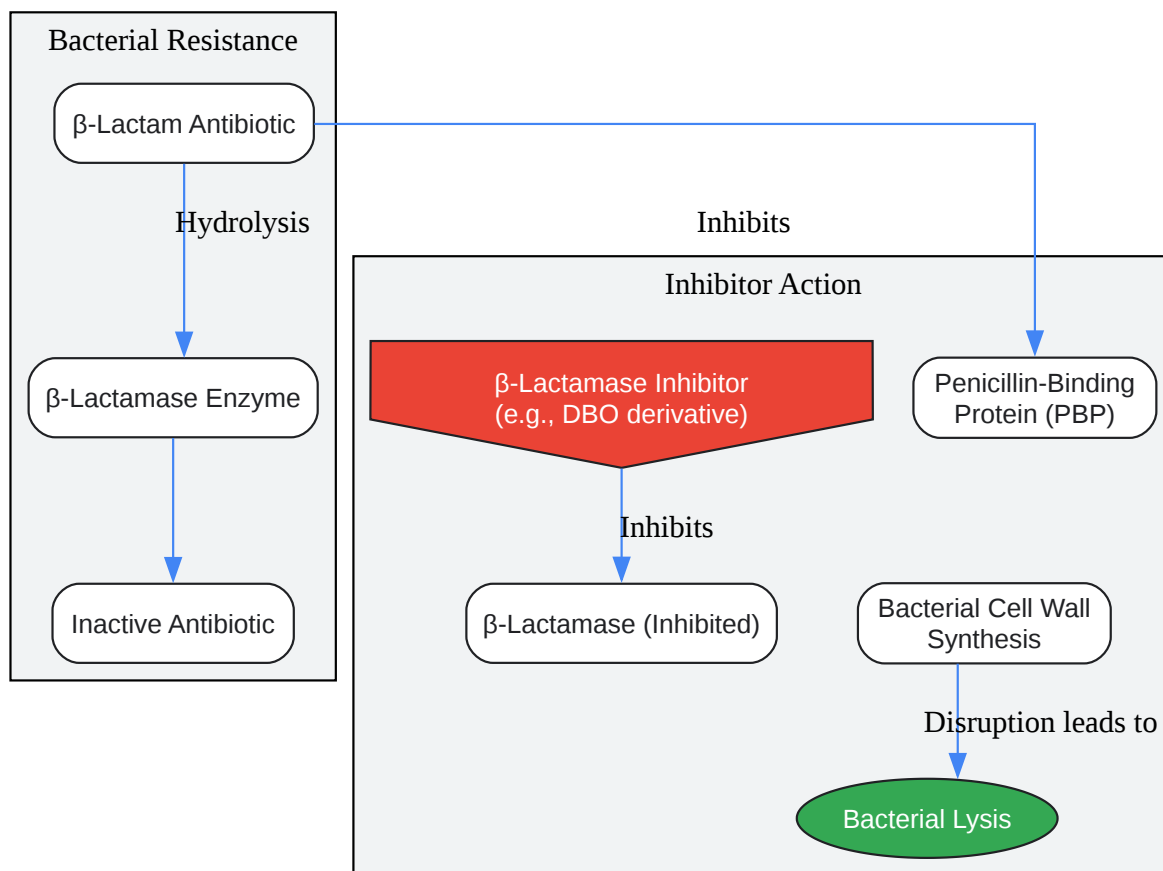 Bacterial Resistance
β-Lactam Antibiotic
Hydrolysis
β-Lactamase Enzyme
Inactive Antibiotic
Inhibits
Inhibitor Action
β-Lactamase Inhibitor
(e.g., DBO derivative)
Penicillin-Binding
Protein (PBP)
Inhibits
β-Lactamase (Inhibited)
Bacterial Cell Wall
Synthesis
Disruption leads to
Bacterial Lysis